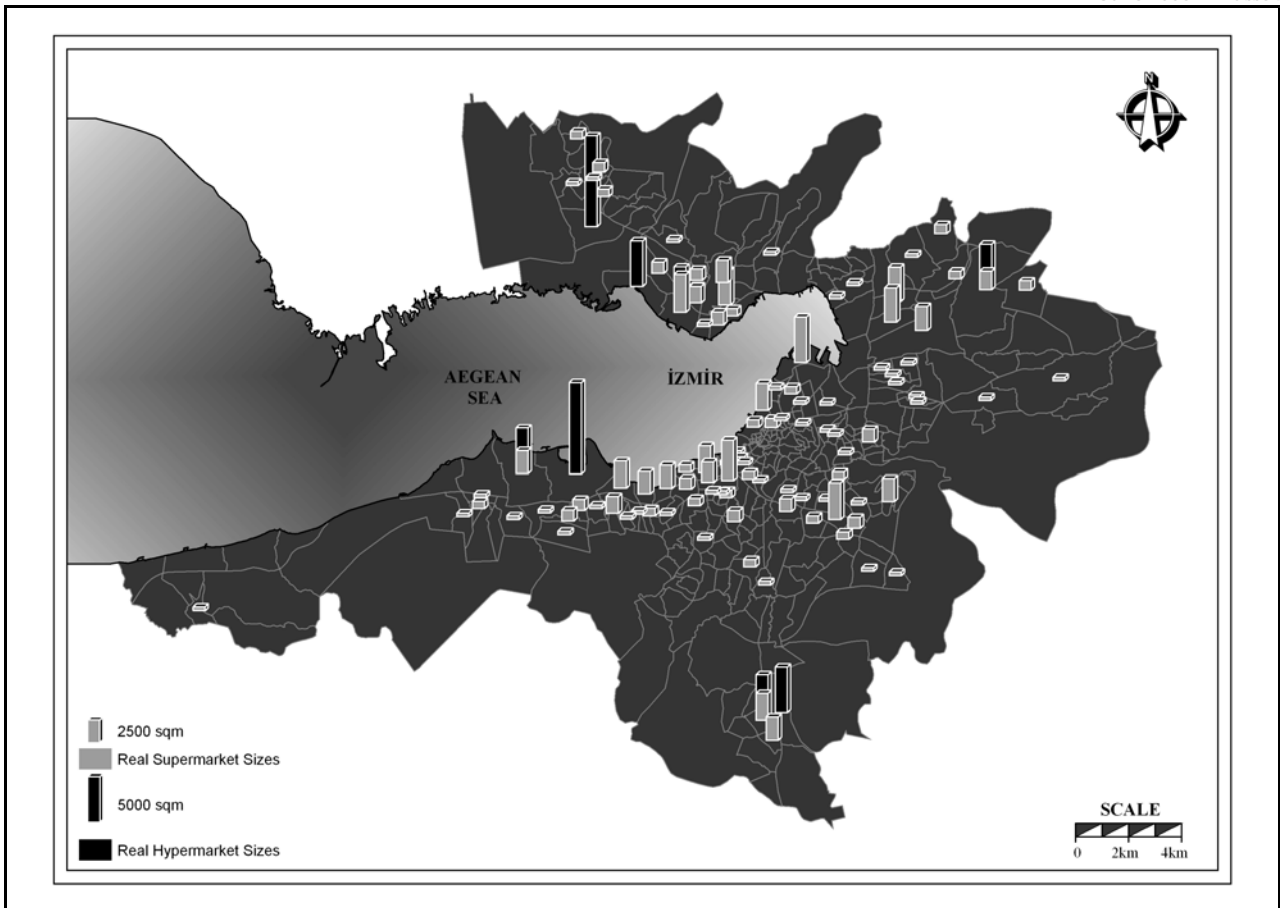 N
AEGEAN
SEA
İZMİR
2500 sqm
Real Supermarket Sizes
5000 sqm
Real Hypermarket Sizes
SCALE
0 2km 4km